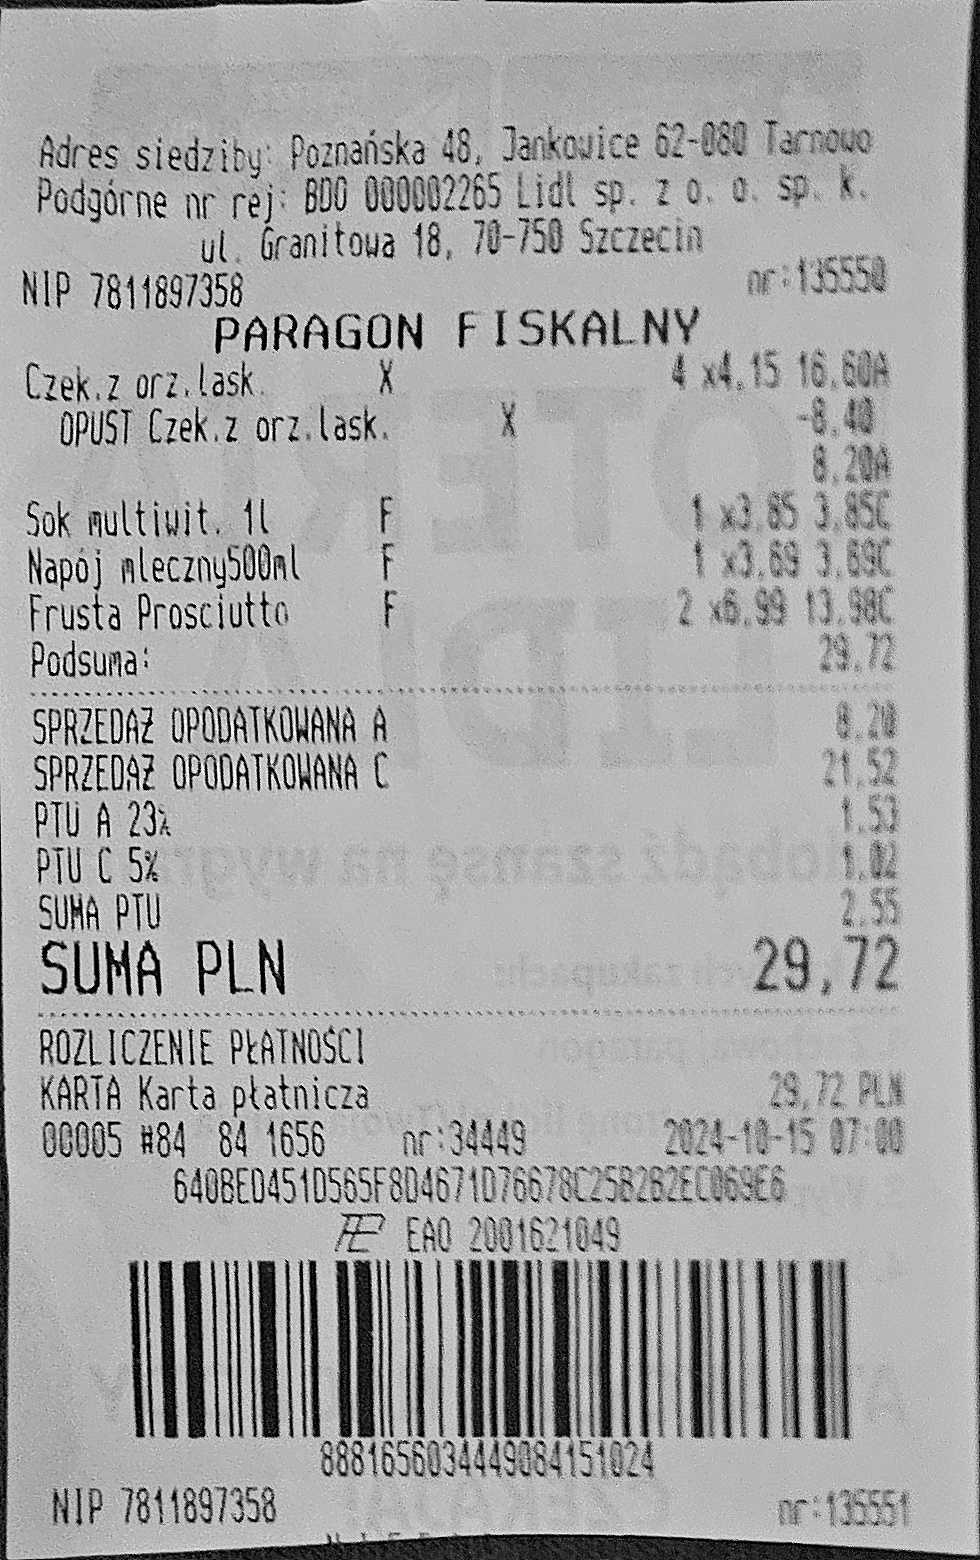 Adres siedziby: Poznańska 48, Jankowice 62-080 Tarnowo
Podgórne nr rej: BDO 000002265 Lidl sp. z o. o. sp. k.
ul. Granitowa 18, 70-750 Szczecin
NIP 7811897358 nr:135550
PARAGON FISKALNY
Czek.z orz.lask. X 4 x4.15 16.60A
OPUST Czek.z orz.lask. X -8.40
8.20A
Sok multiwit. 1l F 1 x3.85 3.85C
Napój mleczny500ml F 1 x3.69 3.69C
Frusta Prosciutto F 2 x6.99 13.98C
Podsuma: 29.72
SPRZEDAŻ OPODATKOWANA A 8.20
SPRZEDAŻ OPODATKOWANA C 21.52
PTU A 23% 1.53
PTU C 5% 1.02
SUMA PTU 2.55
SUMA PLN 29,72
ROZLICZENIE PŁATNOŚCI
KARTA Karta płatnicza 29,72 PLN
00005 #84 84 1656 nr:34449 2024-10-15 07:00
640BED451D565F8D4671D76678C25B2B2EC069E6
EAO 2001621049
8881656034449084151024
NIP 7811897358 nr:135551